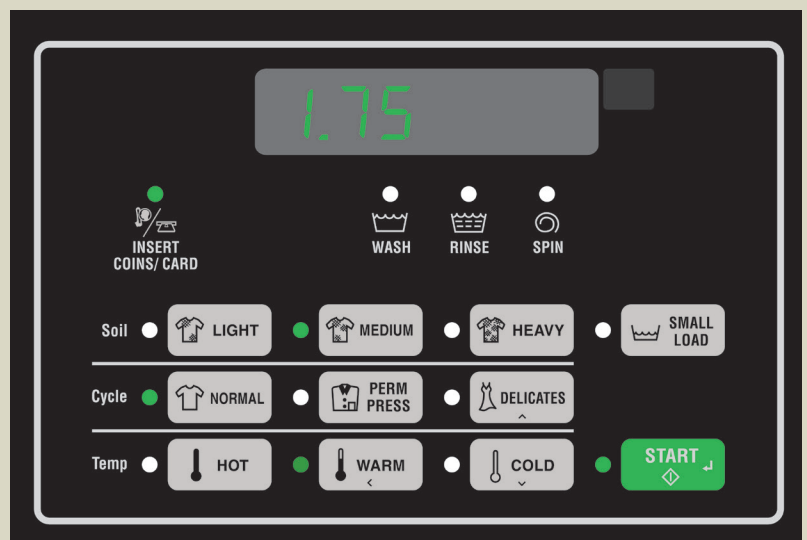 1.75
INSERT
COINS/ CARD
WASH
RINSE
SPIN
Soil
LIGHT
MEDIUM
HEAVY
SMALL
LOAD
Cycle
NORMAL
PERM
PRESS
DELICATES
Temp
HOT
WARM
COLD
START